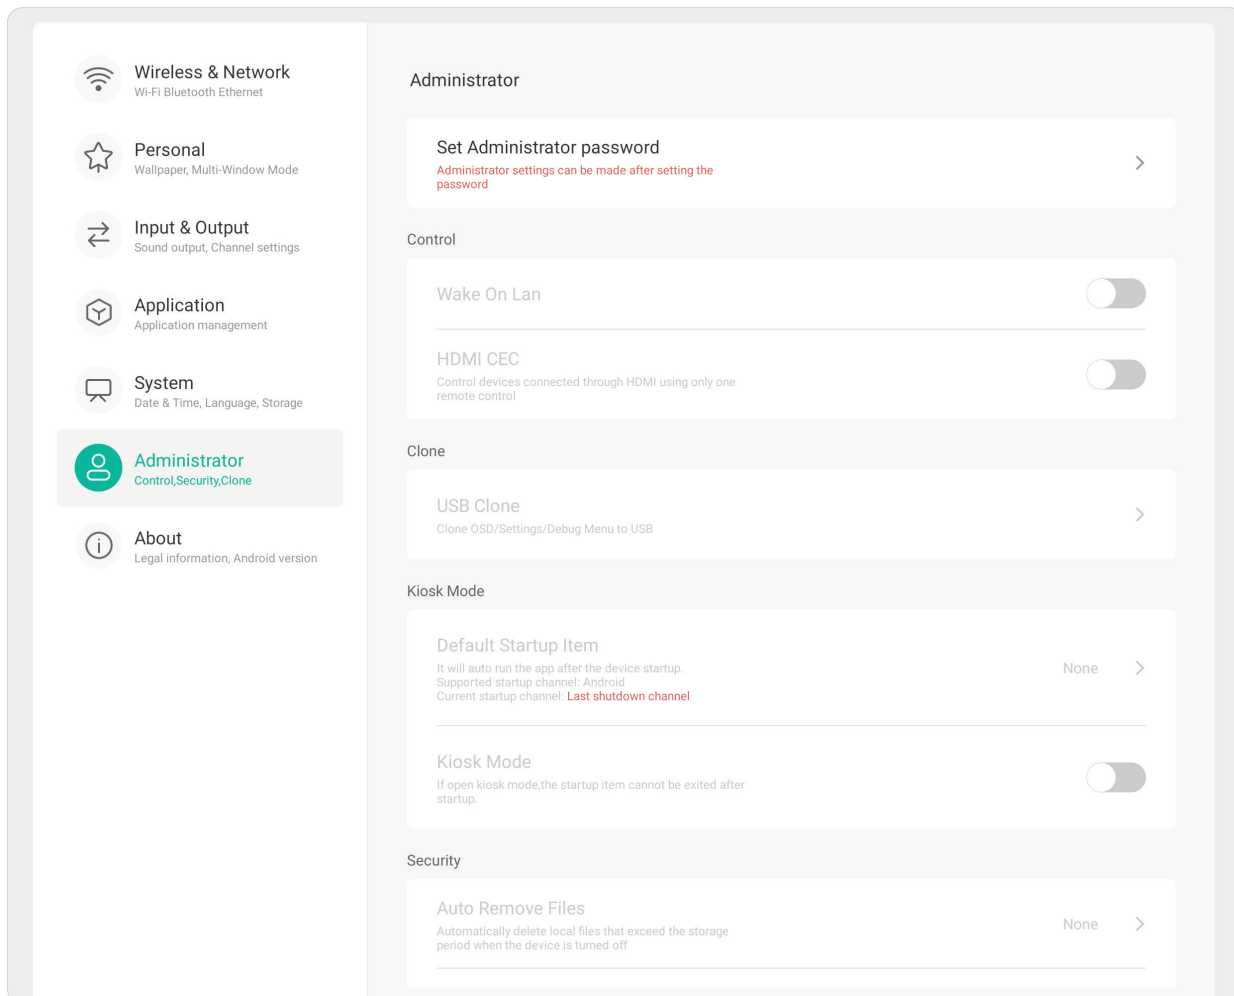 Wireless & Network
Wi-Fi Bluetooth Ethernet
Personal
Wallpaper, Multi-Window Mode
Input & Output
Sound output, Channel settings
Application
Application management
System
Date & Time, Language, Storage
Administrator
Control,Security,Clone
About
Legal information, Android version
Administrator
Set Administrator password
Administrator settings can be made after setting the
password
Control
Wake On Lan
HDMI CEC
Control devices connected through HDMI using only one
remote control
Clone
USB Clone
Clone OSD/Settings/Debug Menu to USB
Kiosk Mode
Default Startup Item
It will auto run the app after the device startup.
Supported startup channel: Android
Current startup channel: Last shutdown channel
None
Kiosk Mode
If open kiosk mode,the startup item cannot be exited after
startup.
Security
Auto Remove Files
Automatically delete local files that exceed the storage
period when the device is turned off
None